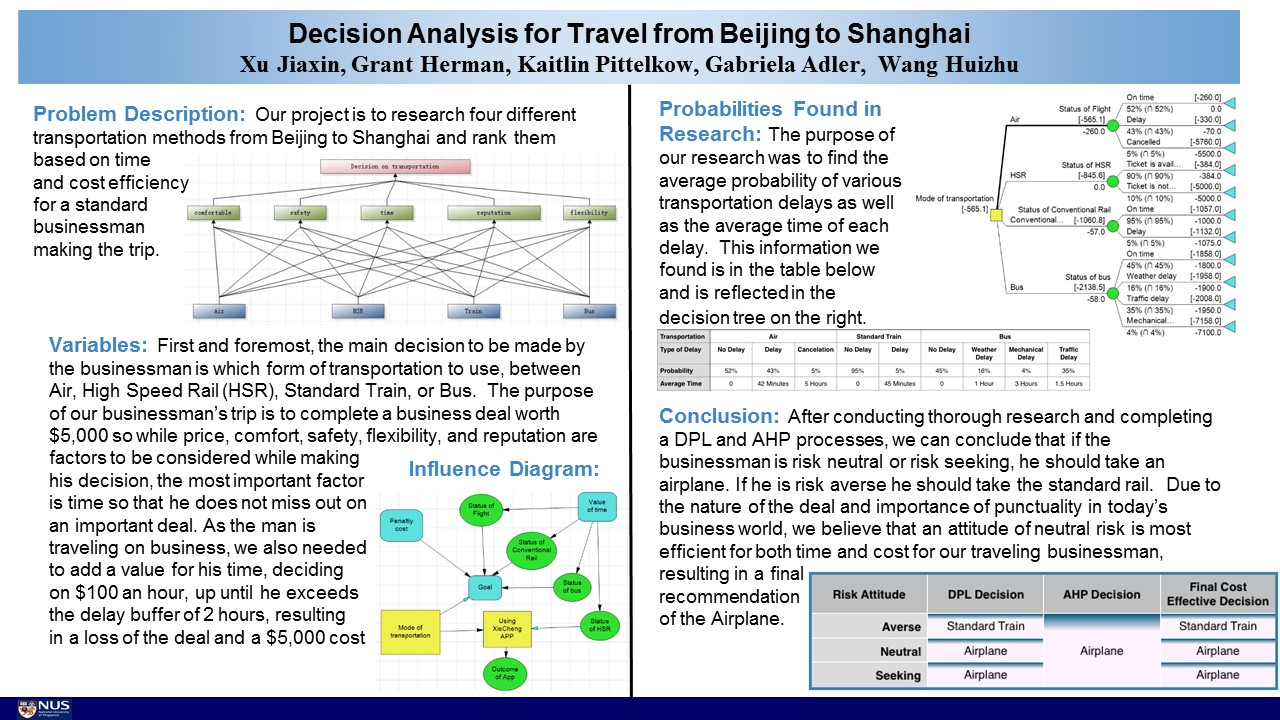 Decision Analysis for Travel from Beijing to Shanghai
Xu Jiaxin, Grant Herman, Kaitlin Pittelkow, Gabriela Adler, Wang Huizhu
Problem Description: Our project is to research four different
transportation methods from Beijing to Shanghai and rank them
based on time
and cost efficiency
for a standard
businessman
making the trip.
Decision on transportation
comfortable safety time reputation flexibility
Air HSR Train Bus
Variables: First and foremost, the main decision to be made by
the businessman is which form of transportation to use, between
Air, High Speed Rail (HSR), Standard Train, or Bus. The purpose
of our businessman's trip is to complete a business deal worth
$5,000 so while price, comfort, safety, flexibility, and reputation are
factors to be considered while making
his decision, the most important factor
is time so that he does not miss out on
an important deal. As the man is
traveling on business, we also needed
to add a value for his time, deciding
on $100 an hour, up until he exceeds
the delay buffer of 2 hours, resulting
in a loss of the deal and a $5,000 cost
Influence Diagram:
Status of
Flight
Value
of time
Penaltiy
cost
Status of
Conventional
Rail
Goal
Status
of bus
Mode of
transportation
Using
XieCheng
APP
Status
of HSR
Outcome
of App
Probabilities Found in
Research: The purpose of
our research was to find the
average probability of various
transportation delays as well
as the average time of each
delay. This information we
found is in the table below
and is reflected in the
decision tree on the right.
Mode of transportation
[-565.1]
Air
Status of Flight
[-565.1]
-260.0
On time [-260.0]
52% (∩ 52%) 0.0
Delay [-330.0]
43% (∩ 43%) -70.0
Cancelled [-5760.0]
5% (∩ 5%) -5500.0
HSR
Status of HSR
[-845.6]
0.0
Ticket is avail... [-384.0]
90% (∩ 90%) -384.0
Ticket is not... [-5000.0]
10% (∩ 10%) -5000.0
Status of Conventional Rail
Conventional... [-1060.8]
-57.0
On time [-1057.0]
95% (∩ 95%) -1000.0
Delay [-1132.0]
5% (∩ 5%) -1075.0
Bus
Status of bus
[-2138.5]
-58.0
On time [-1858.0]
45% (∩ 45%) -1800.0
Weather delay [-1958.0]
16% (∩ 16%) -1900.0
Traffic delay [-2008.0]
35% (∩ 35%) -1950.0
Mechanical... [-7158.0]
4% (∩ 4%) -7100.0
Transportation Air Standard Train Bus
Type of Delay No Delay Delay Cancelation No Delay Delay No Delay Weather Delay Mechanical Delay Traffic Delay
Probability 52% 43% 5% 95% 5% 45% 16% 4% 35%
Average Time 0 42 Minutes 5 Hours 0 45 Minutes 0 1 Hour 3 Hours 1.5 Hours
Conclusion: After conducting thorough research and completing
a DPL and AHP processes, we can conclude that if the
businessman is risk neutral or risk seeking, he should take an
airplane. If he is risk averse he should take the standard rail. Due to
the nature of the deal and importance of punctuality in today's
business world, we believe that an attitude of neutral risk is most
efficient for both time and cost for our traveling businessman,
resulting in a final
recommendation
of the Airplane.
Risk Attitude DPL Decision AHP Decision Final Cost Effective Decision
Averse Standard Train Standard Train
Neutral Airplane Airplane Airplane
Seeking Airplane Airplane
NUS